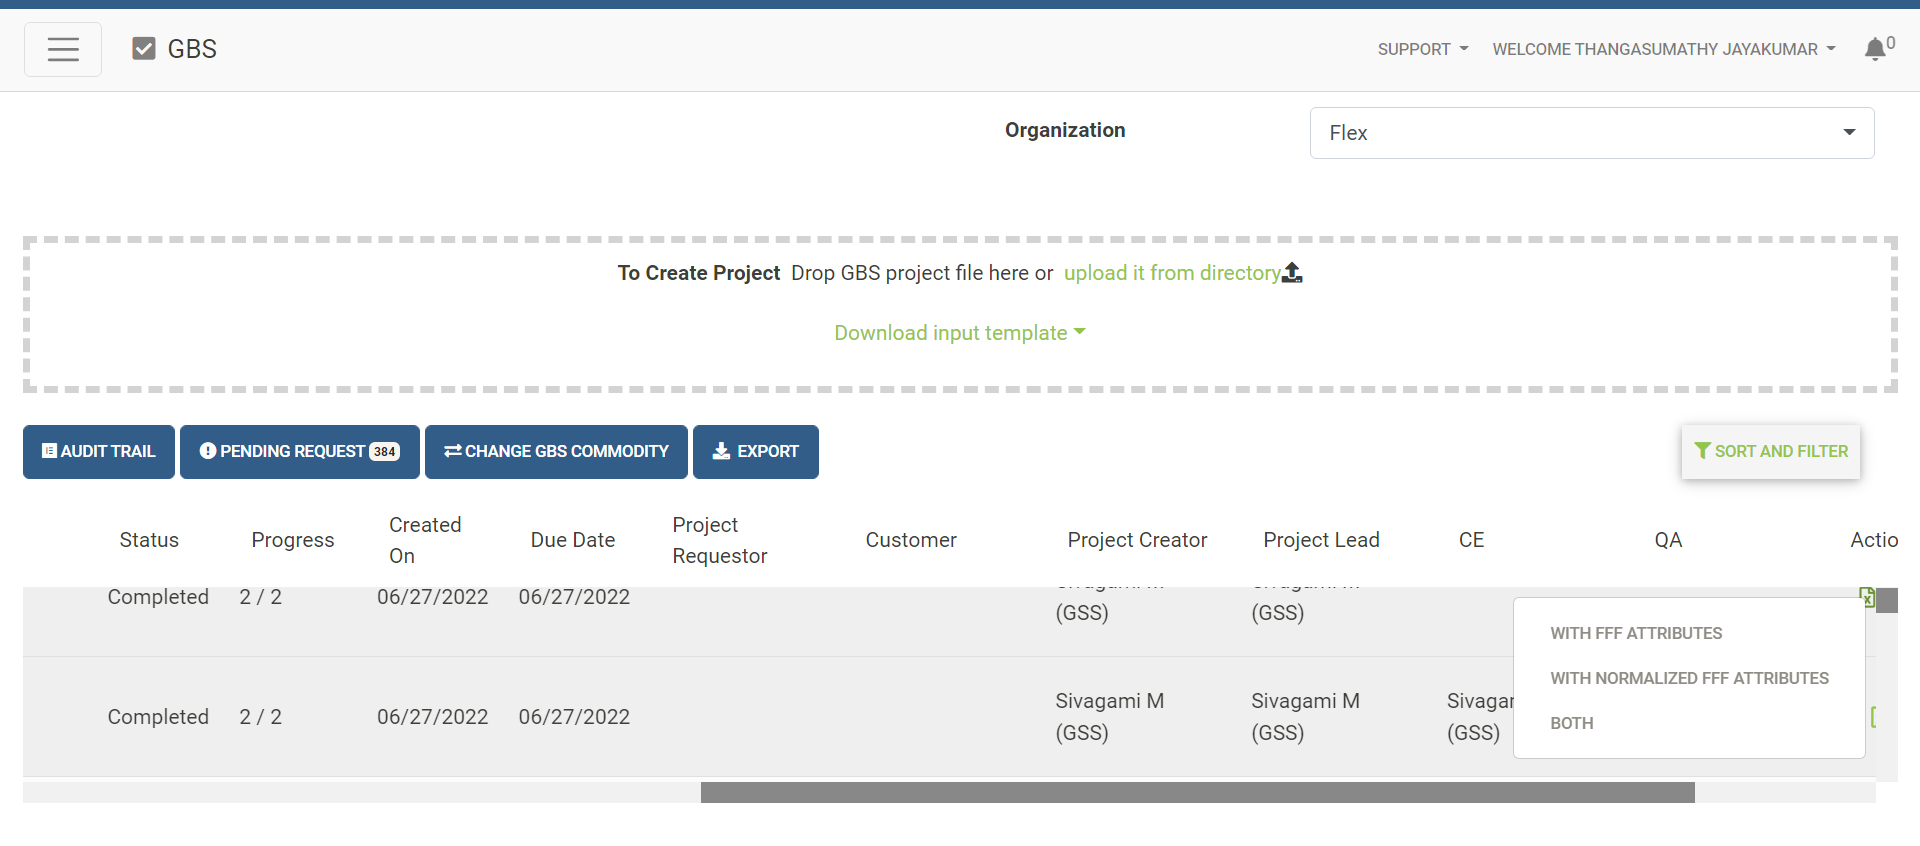 GBS
SUPPORT
WELCOME THANGASUMATHY JAYAKUMAR
0
Organization
Flex
To Create Project Drop GBS project file here or upload it from directory
Download input template
AUDIT TRAIL
PENDING REQUEST 384
CHANGE GBS COMMODITY
EXPORT
SORT AND FILTER
Status
Progress
Created
On
Due Date
Project
Requestor
Customer
Project Creator
Project Lead
CE
QA
Actio
Completed
2 / 2
06/27/2022
06/27/2022
(GSS)
(GSS)
Completed
2 / 2
06/27/2022
06/27/2022
Sivagami M
(GSS)
Sivagami M
(GSS)
Sivagar
(GSS)
WITH FFF ATTRIBUTES
WITH NORMALIZED FFF ATTRIBUTES
BOTH